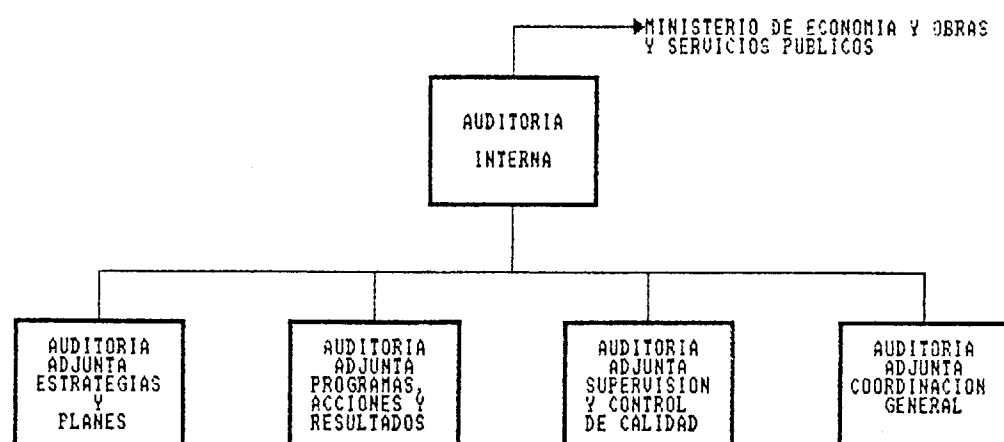 MINISTERIO DE ECONOMIA Y OBRAS
Y SERVICIOS PUBLICOS
AUDITORIA
INTERNA
AUDITORIA
ADJUNTA
ESTRATEGIAS
Y
PLANES
AUDITORIA
ADJUNTA
PROGRAMAS,
ACCIONES Y
RESULTADOS
AUDITORIA
ADJUNTA
SUPERVISION
Y CONTROL
DE CALIDAD
AUDITORIA
ADJUNTA
COORDINACION
GENERAL